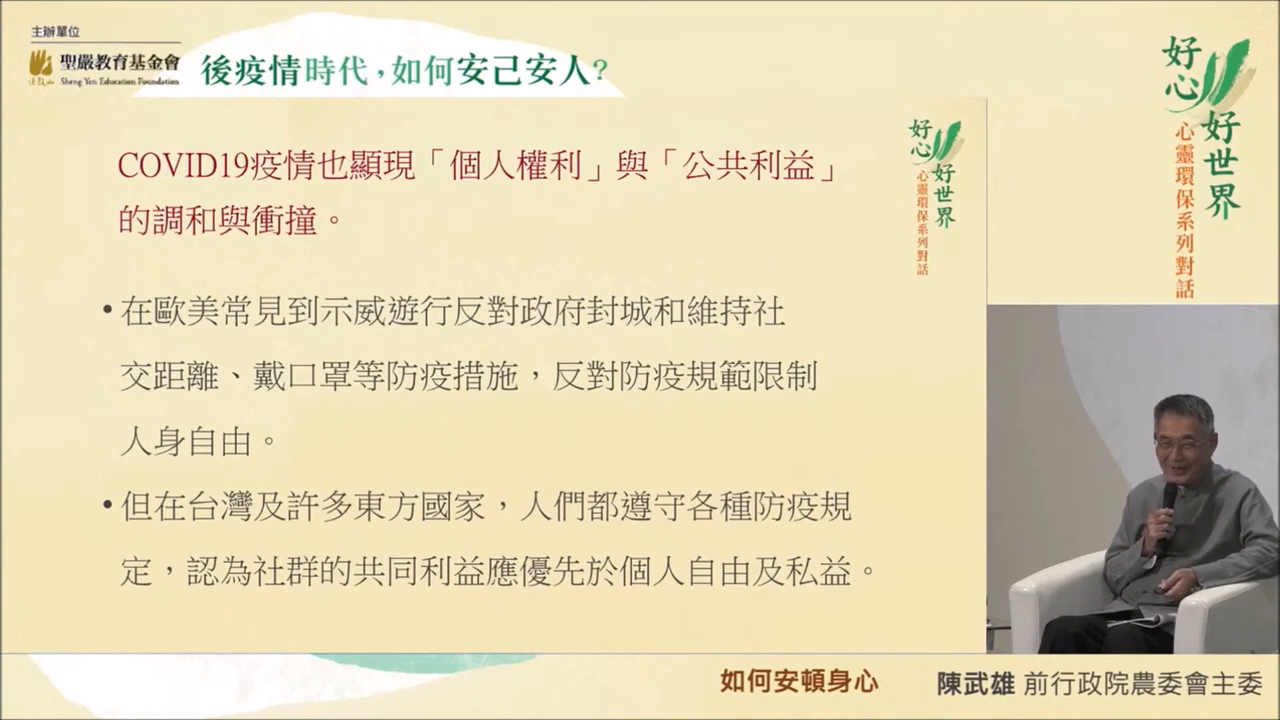 主辦單位
聖嚴教育基金會
Sheng Yen Education Foundation
後疫情時代，如何安己安人？
好心
好世界
心靈環保系列對話
COVID19疫情也顯現「個人權利」與「公共利益」
的調和與衝撞。
好心
好世界
心靈環保系列對話
•在歐美常見到示威遊行反對政府封城和維持社
交距離、戴口罩等防疫措施，反對防疫規範限制
人身自由。
•但在台灣及許多東方國家，人們都遵守各種防疫規
定，認為社群的共同利益應優先於個人自由及私益。
如何安頓身心
陳武雄 前行政院農委會主委